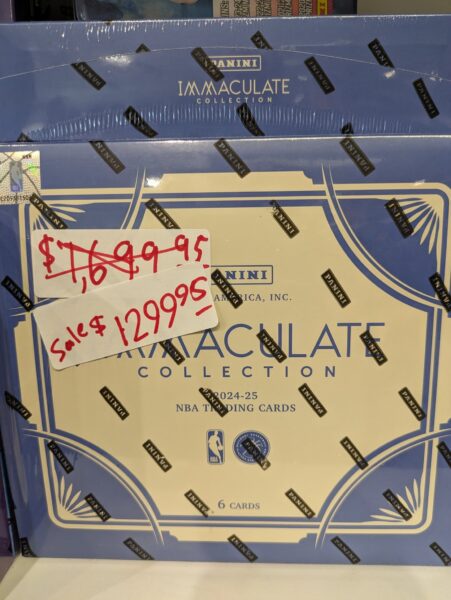 PANINI
IMMACULATE
COLLECTION
$1,699.95
Sale $ 1299.95
PANINI
AMERICA, INC.
IMMACULATE
COLLECTION
2024-25
NBA TRADING CARDS
6 CARDS